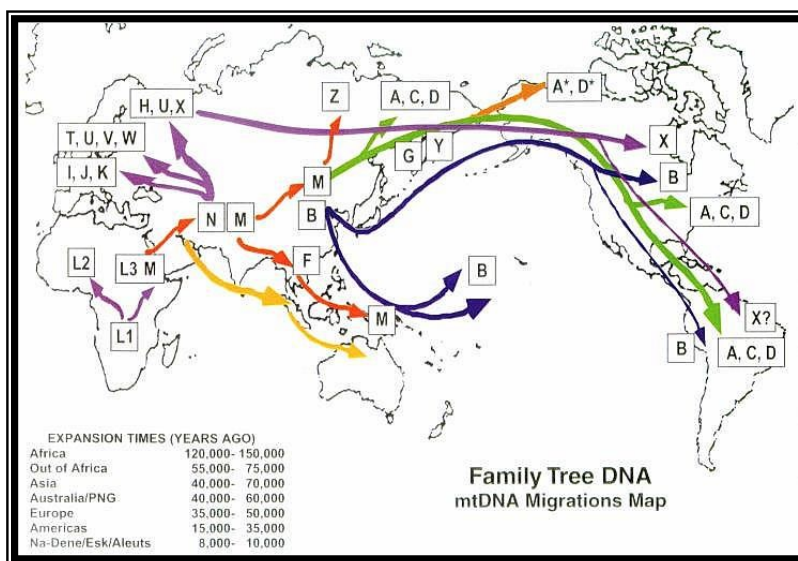 Z
A, C, D
A*, D*
H, U, X
T, U, V, W
I, J, K
G
Y
X
M
B
N
M
B
A, C, D
L2
L3 M
F
B
M
L1
X?
B
A, C, D
EXPANSION TIMES (YEARS AGO)
Africa 120,000- 150,000
Out of Africa 55,000- 75,000
Asia 40,000- 70,000
Australia/PNG 40,000- 60,000
Europe 35,000- 50,000
Americas 15,000- 35,000
Na-Dene/Esk/Aleuts 8,000- 10,000
Family Tree DNA
mtDNA Migrations Map